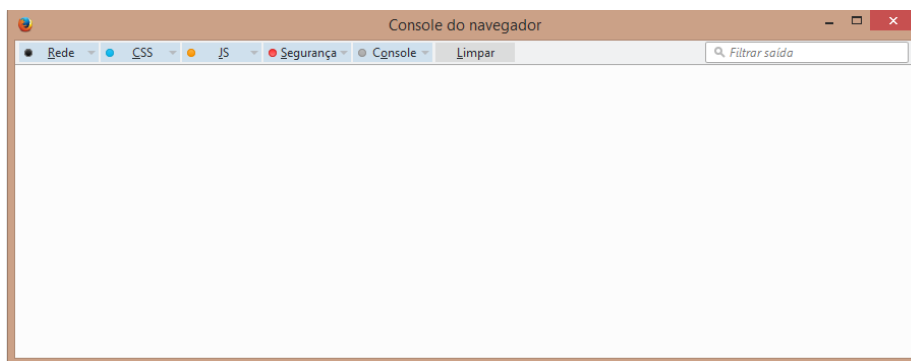 Console do navegador
Rede CSS JS Segurança Console Limpar Filtrar saída